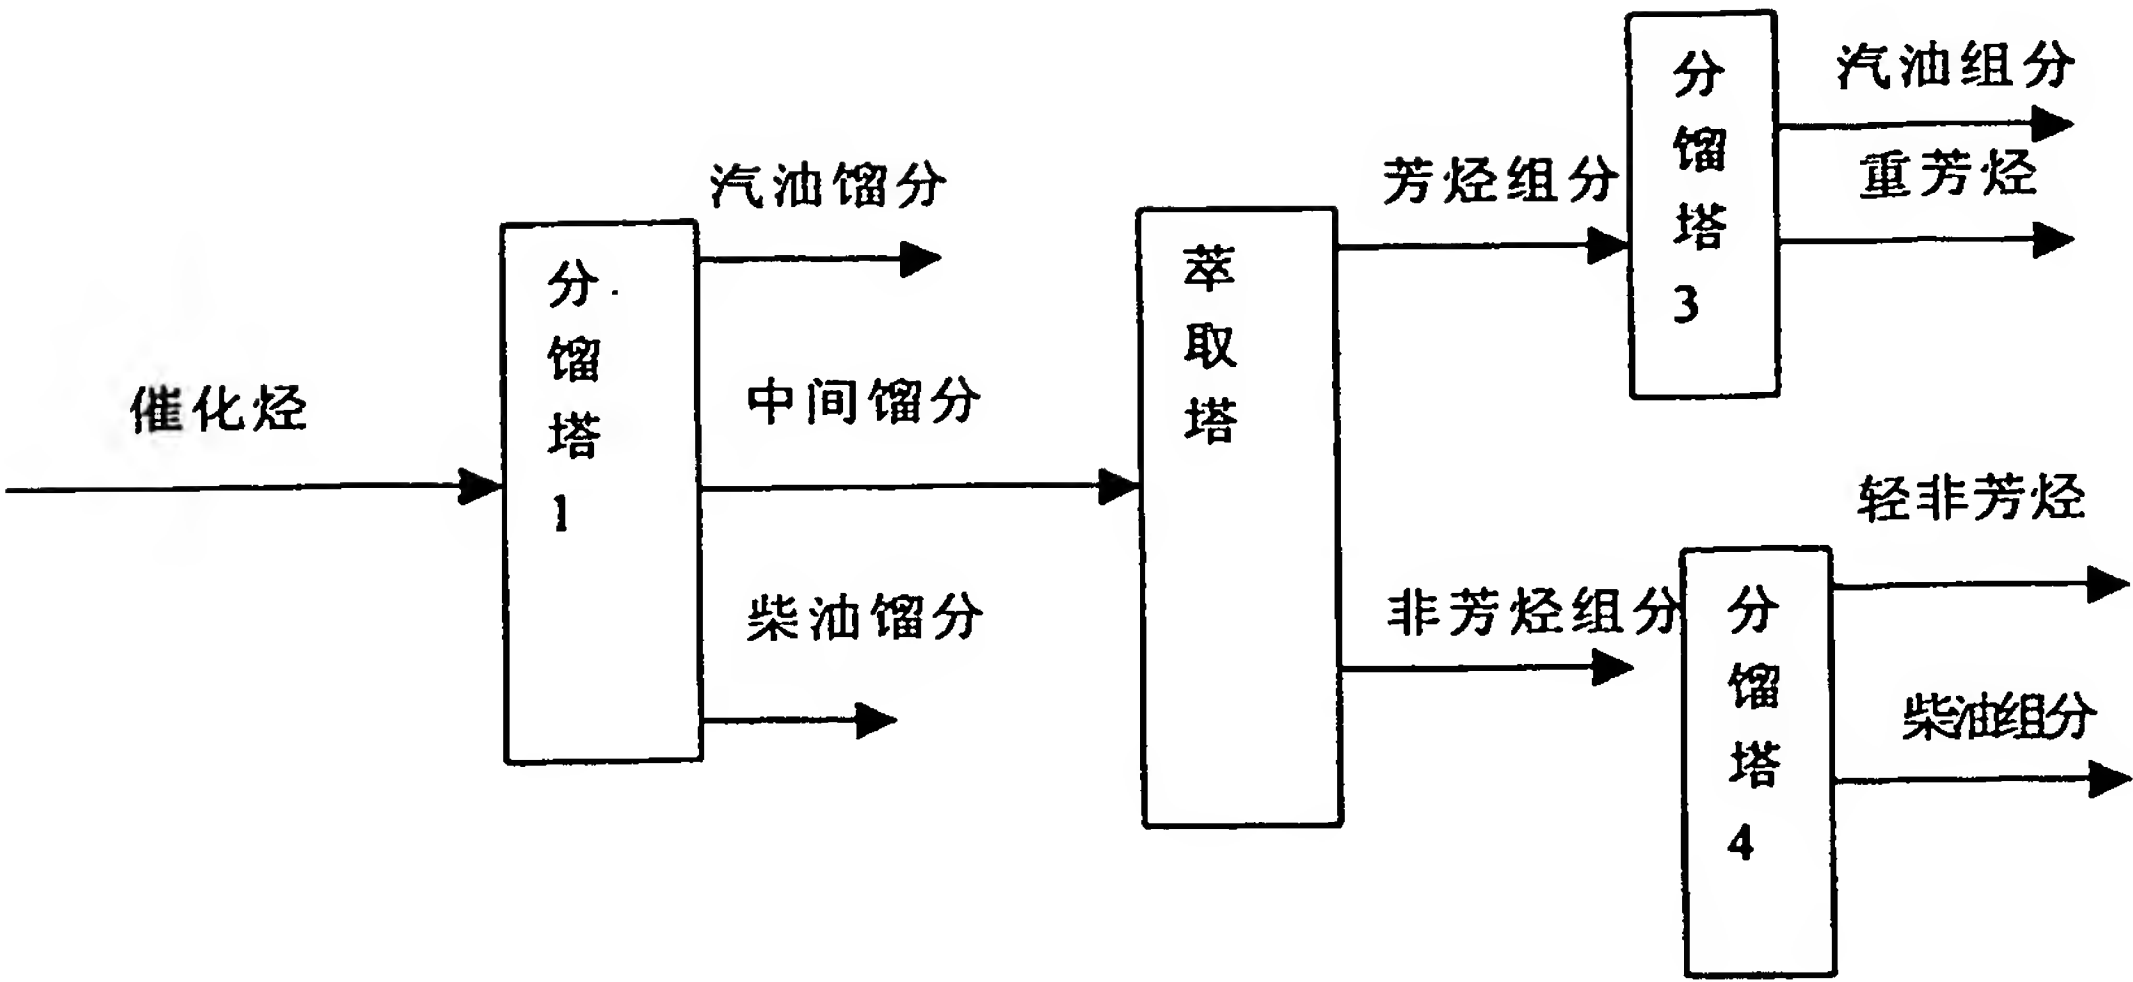 催化烃
分馏塔1
汽油馏分
中间馏分
柴油馏分
萃取塔
芳烃组分
非芳烃组分
分馏塔3
汽油组分
重芳烃
分馏塔4
轻非芳烃
柴油组分